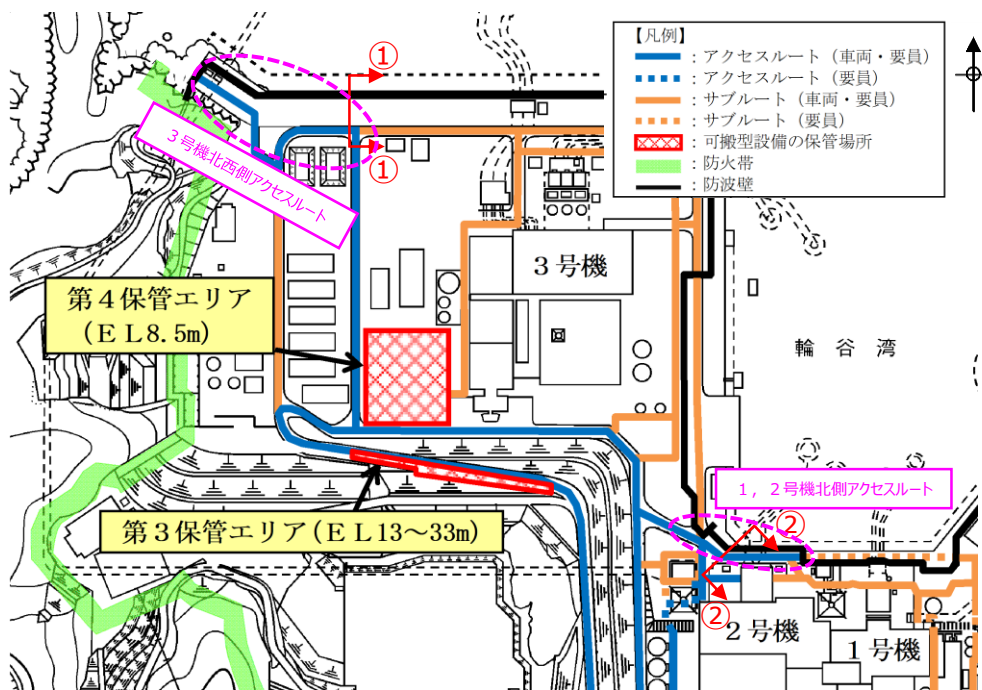 【凡例】
：アクセスルート（車両・要員）
：アクセスルート（要員）
：サブルート（車両・要員）
：サブルート（要員）
：可搬型設備の保管場所
：防火帯
：防波壁
①
①
３号機北西側アクセスルート
３号機
第４保管エリア
（ＥＬ8.5m）
輪谷湾
１，２号機北側アクセスルート
第３保管エリア（ＥＬ13～33m）
②
②
２号機
１号機